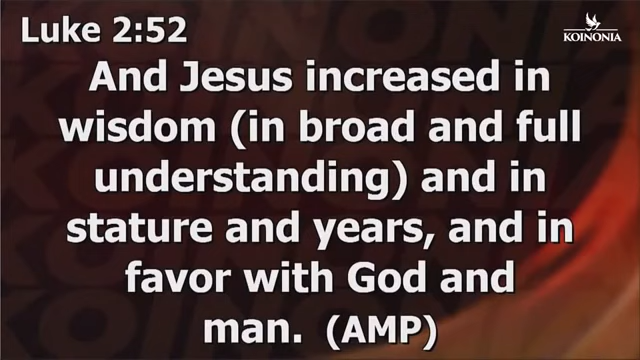 Luke 2:52
KOINONIA
And Jesus increased in
wisdom (in broad and full
understanding) and in
stature and years, and in
favor with God and
man.  (AMP)